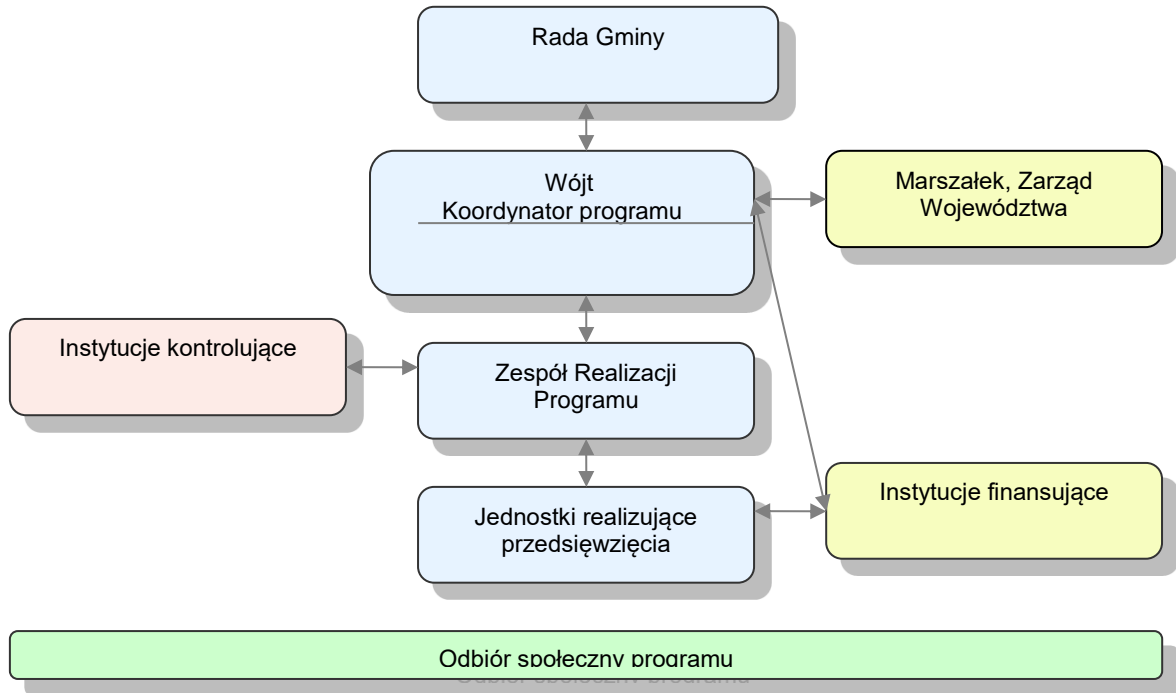 Rada Gminy
Wójt
Koordynator programu
Marszałek, Zarząd
Województwa
Instytucje kontrolujące
Zespół Realizacji
Programu
Instytucje finansujące
Jednostki realizujące
przedsięwzięcia
Odbiór społeczny programu